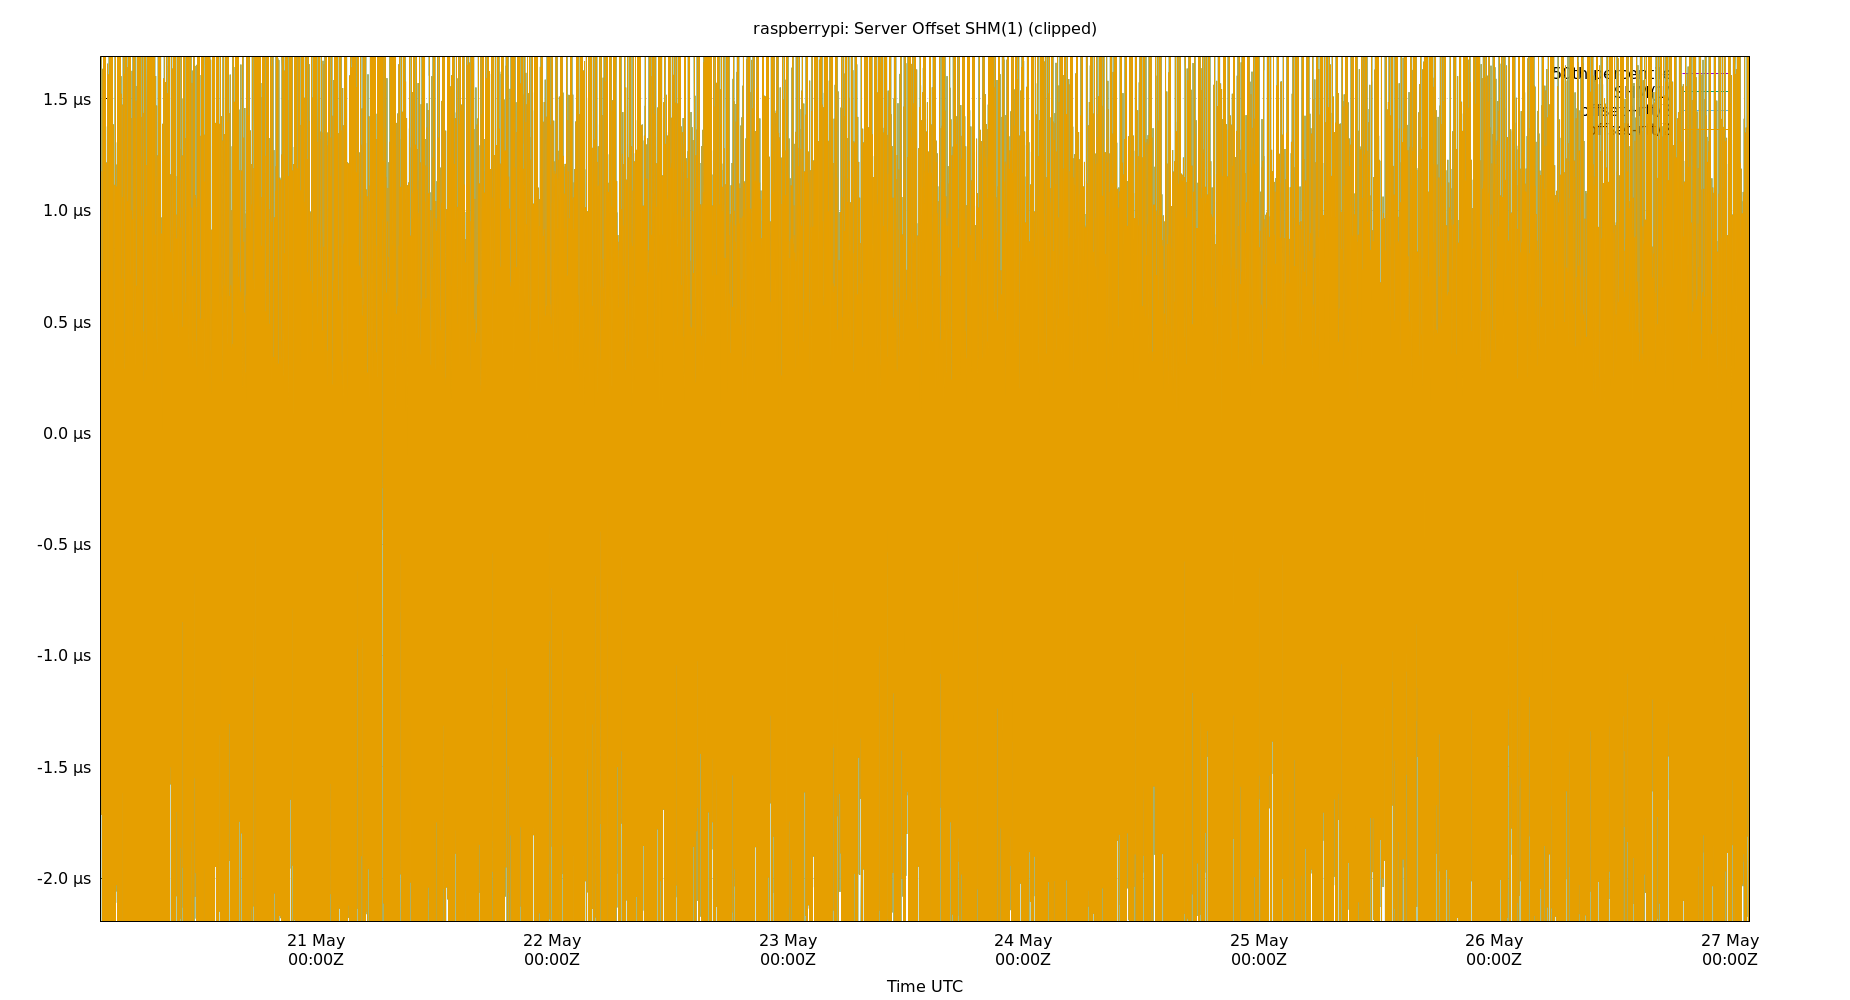 raspberrypi: Server Offset SHM(1) (clipped)
1.5 µs
1.0 µs
0.5 µs
0.0 µs
-0.5 µs
-1.0 µs
-1.5 µs
-2.0 µs
21 May
00:00Z
22 May
00:00Z
23 May
00:00Z
24 May
00:00Z
25 May
00:00Z
26 May
00:00Z
27 May
00:00Z
Time UTC